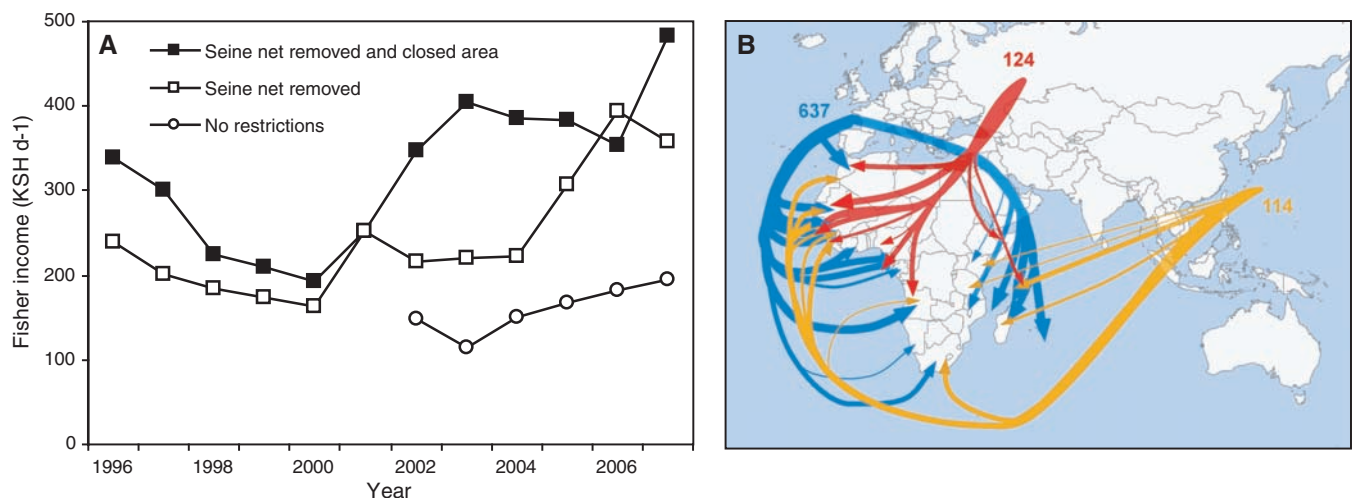 A
Seine net removed and closed area
Seine net removed
No restrictions
Fisher income (KSH d-1)
500
400
300
200
100
0
1996
1998
2000
2002
2004
2006
Year
B
124
637
114